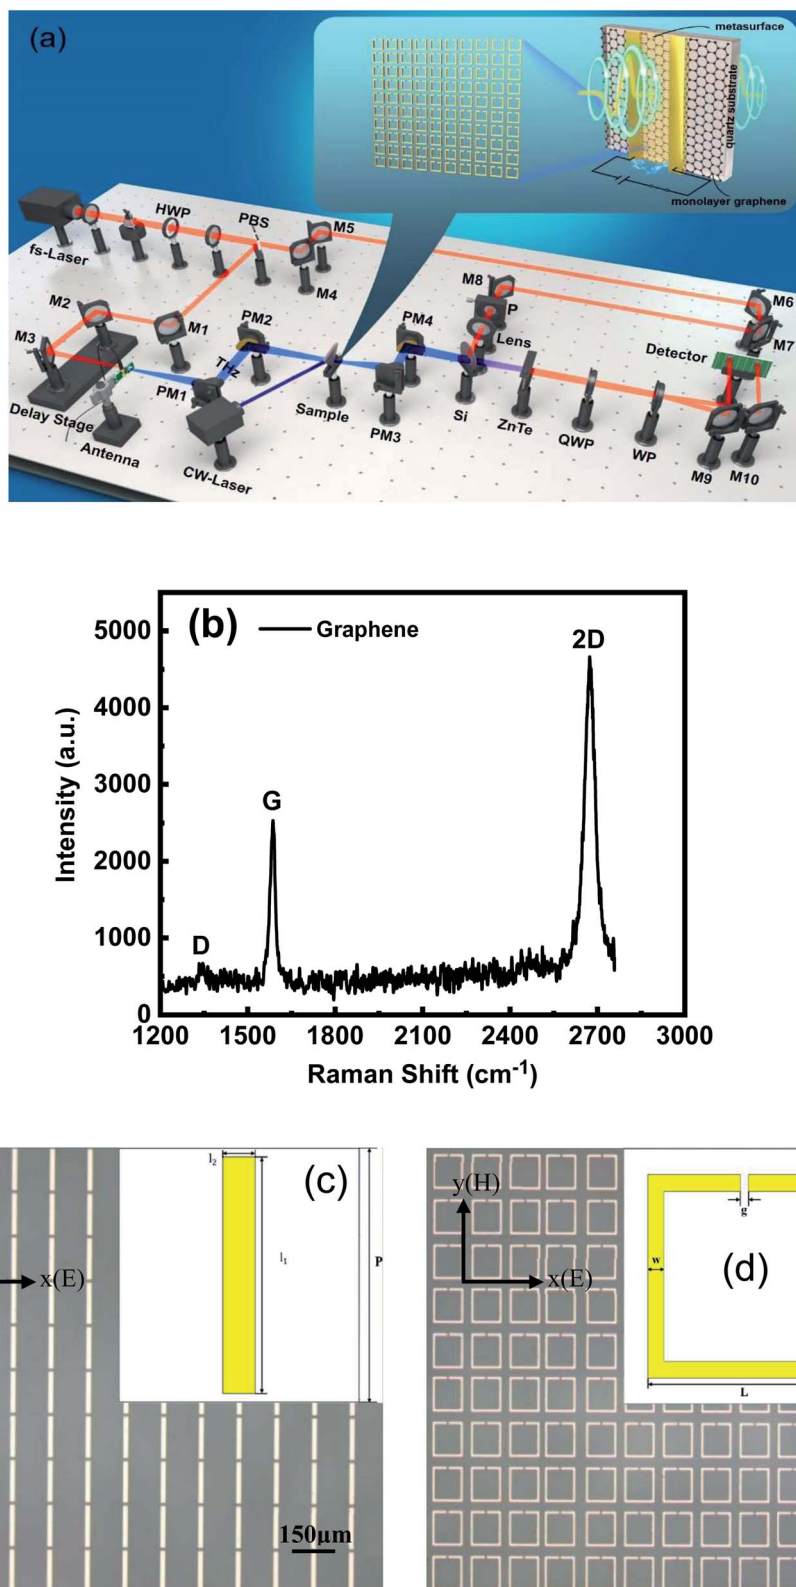 (a)
metasurface
quartz substrate
monolayer graphene
fs-Laser
HWP
PBS
M5
M4
M8
M6
P
M7
M2
M1
PM2
PM4
Lens
Detector
M3
THz
PM1
Delay Stage
Sample
PM3
Si
ZnTe
QWP
WP
M9
M10
Antenna
CW-Laser
(b)
Graphene
2D
G
D
Intensity (a.u.)
5000
4000
3000
2000
1000
0
1200 1500 1800 2100 2400 2700 3000
Raman Shift (cm⁻¹)
l₂
(c)
l₁
P
x(E)
150μm
y(H)
x(E)
g
w
(d)
L